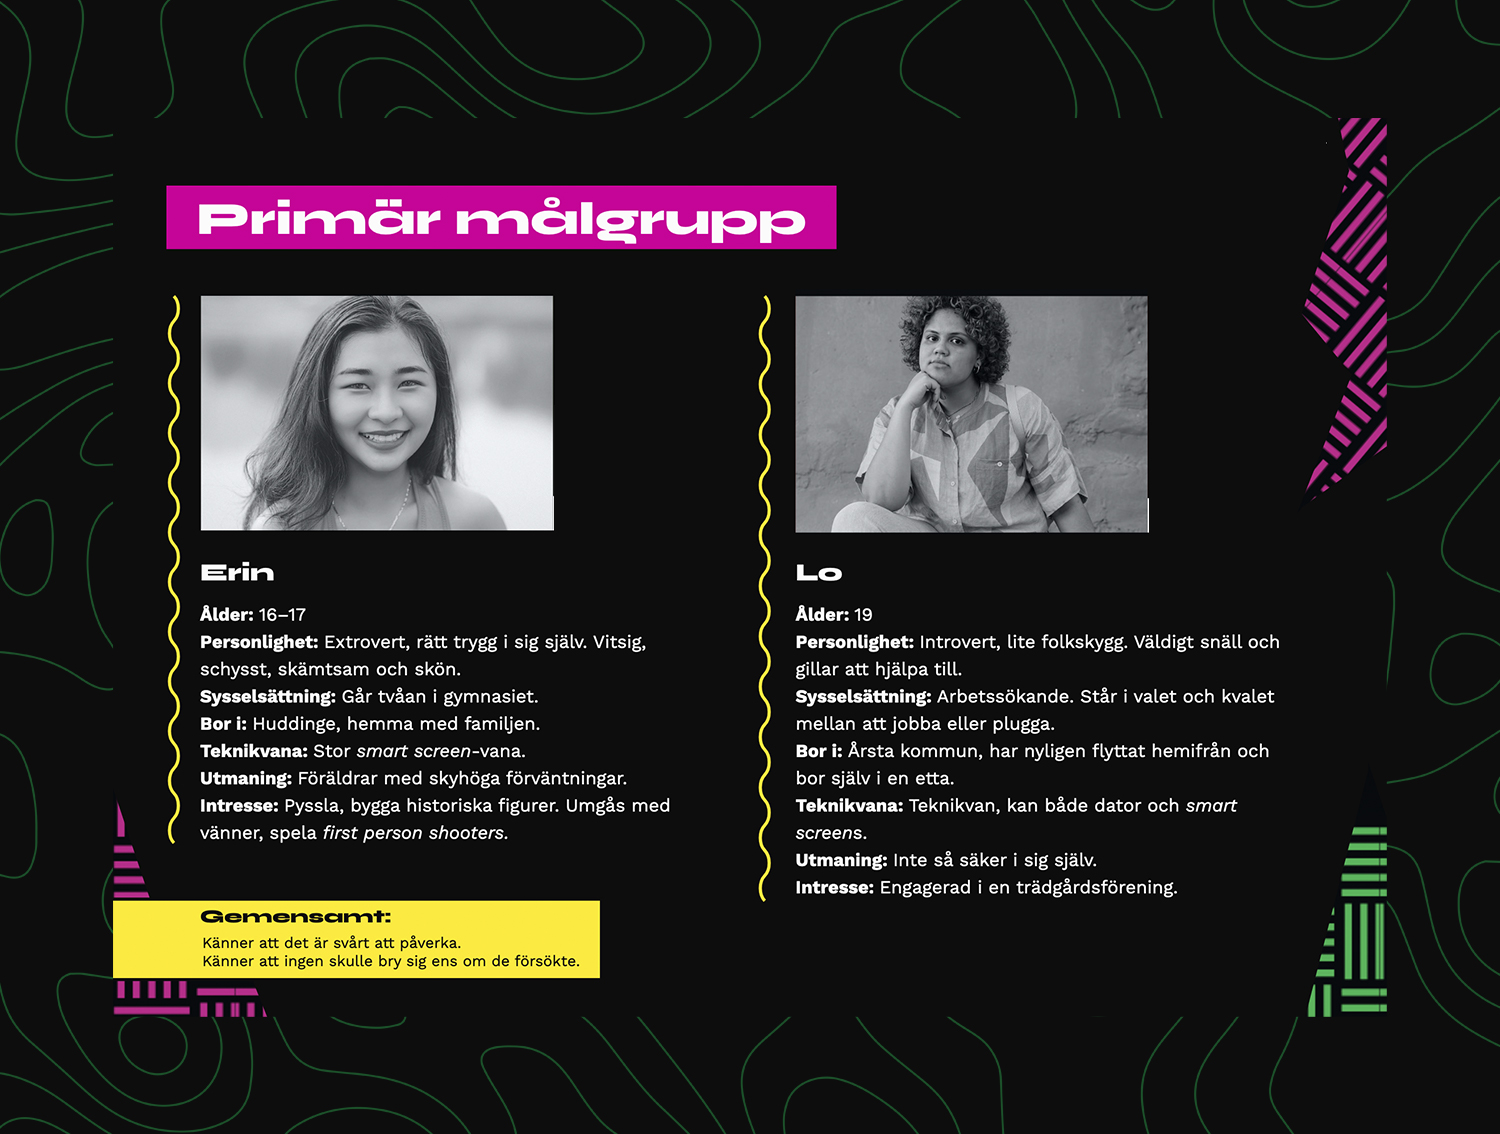 Primär målgrupp
Erin
Ålder: 16–17
Personlighet: Extrovert, rätt trygg i sig själv. Vitsig,
schysst, skämtsam och skön.
Sysselsättning: Går tvåan i gymnasiet.
Bor i: Huddinge, hemma med familjen.
Teknikvana: Stor smart screen-vana.
Utmaning: Föräldrar med skyhöga förväntningar.
Intresse: Pyssla, bygga historiska figurer. Umgås med
vänner, spela first person shooters.
Lo
Ålder: 19
Personlighet: Introvert, lite folkskygg. Väldigt snäll och
gillar att hjälpa till.
Sysselsättning: Arbetssökande. Står i valet och kvalet
mellan att jobba eller plugga.
Bor i: Årsta kommun, har nyligen flyttat hemifrån och
bor själv i en etta.
Teknikvana: Teknikvan, kan både dator och smart
screens.
Utmaning: Inte så säker i sig själv.
Intresse: Engagerad i en trädgårdsförening.
Gemensamt:
Känner att det är svårt att påverka.
Känner att ingen skulle bry sig ens om de försökte.